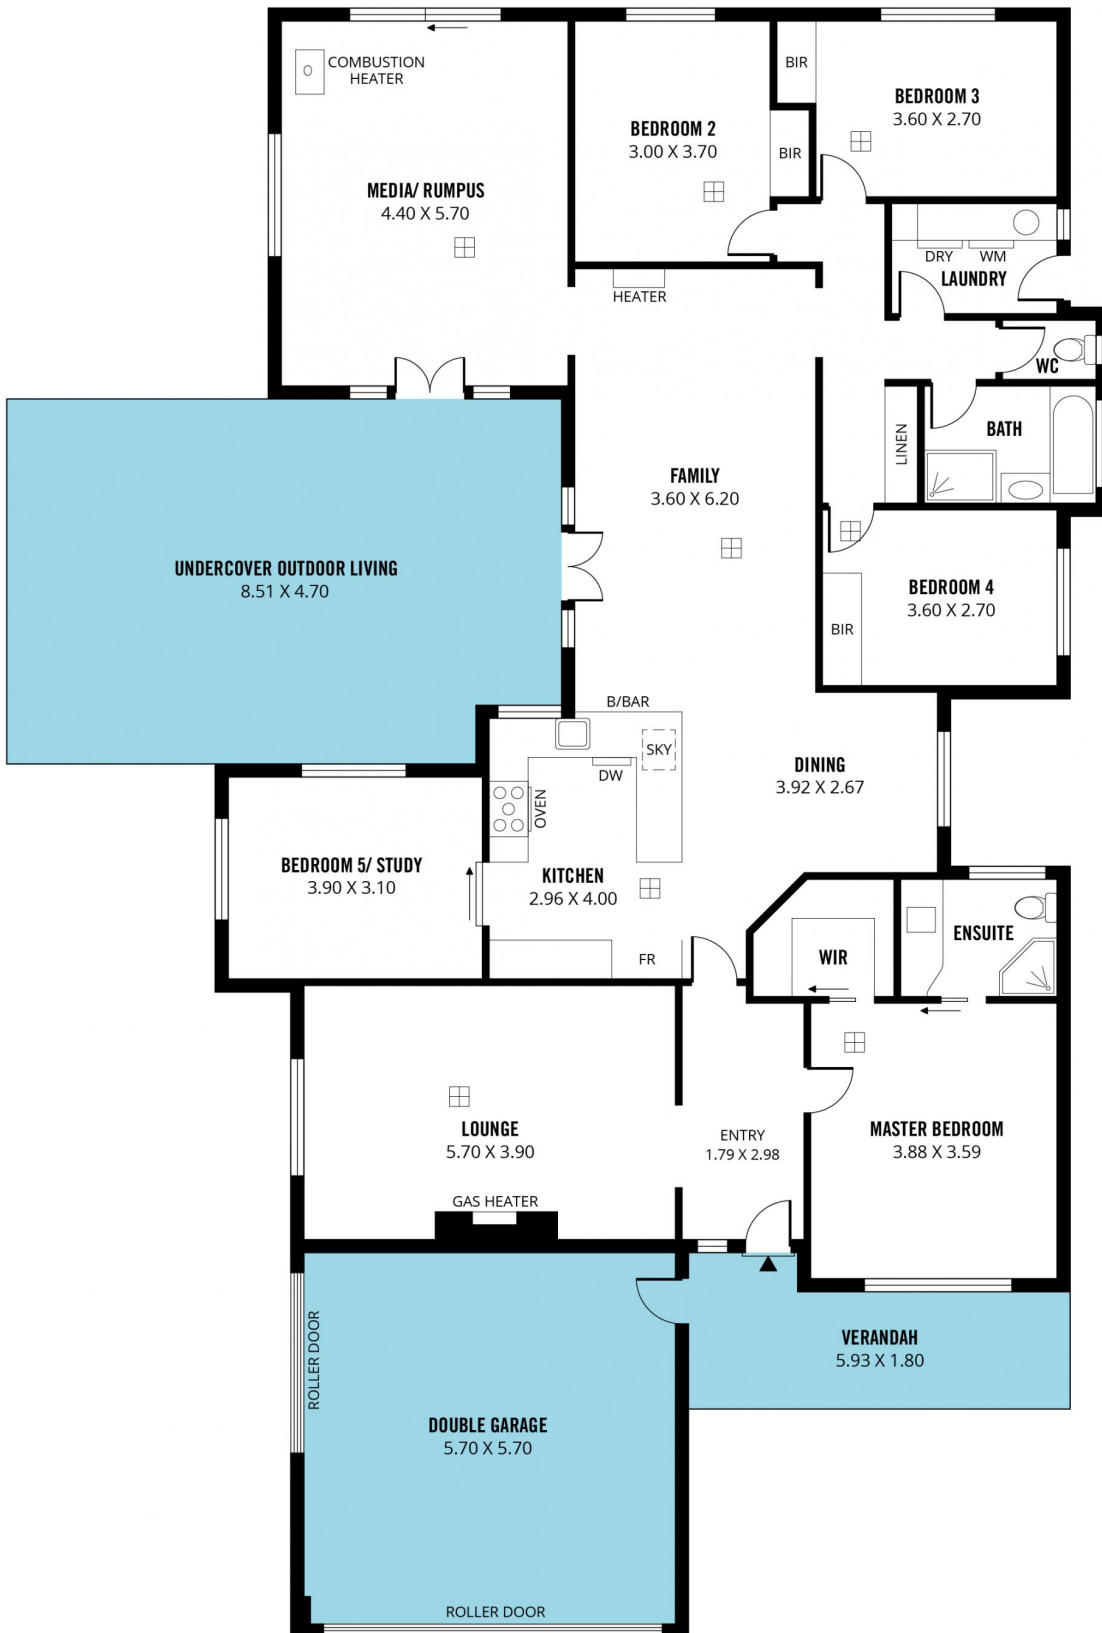 COMBUSTION
HEATER
MEDIA/ RUMPUS
4.40 X 5.70
BEDROOM 2
3.00 X 3.70
BIR
BIR
BEDROOM 3
3.60 X 2.70
DRY
WM
LAUNDRY
HEATER
WC
BATH
LINEN
FAMILY
3.60 X 6.20
UNDERCOVER OUTDOOR LIVING
8.51 X 4.70
BEDROOM 4
3.60 X 2.70
BIR
B/BAR
SKY
DW
OVEN
DINING
3.92 X 2.67
BEDROOM 5/ STUDY
3.90 X 3.10
KITCHEN
2.96 X 4.00
FR
WIR
ENSUITE
LOUNGE
5.70 X 3.90
GAS HEATER
ENTRY
1.79 X 2.98
MASTER BEDROOM
3.88 X 3.59
ROLLER DOOR
VERANDAH
5.93 X 1.80
DOUBLE GARAGE
5.70 X 5.70
ROLLER DOOR